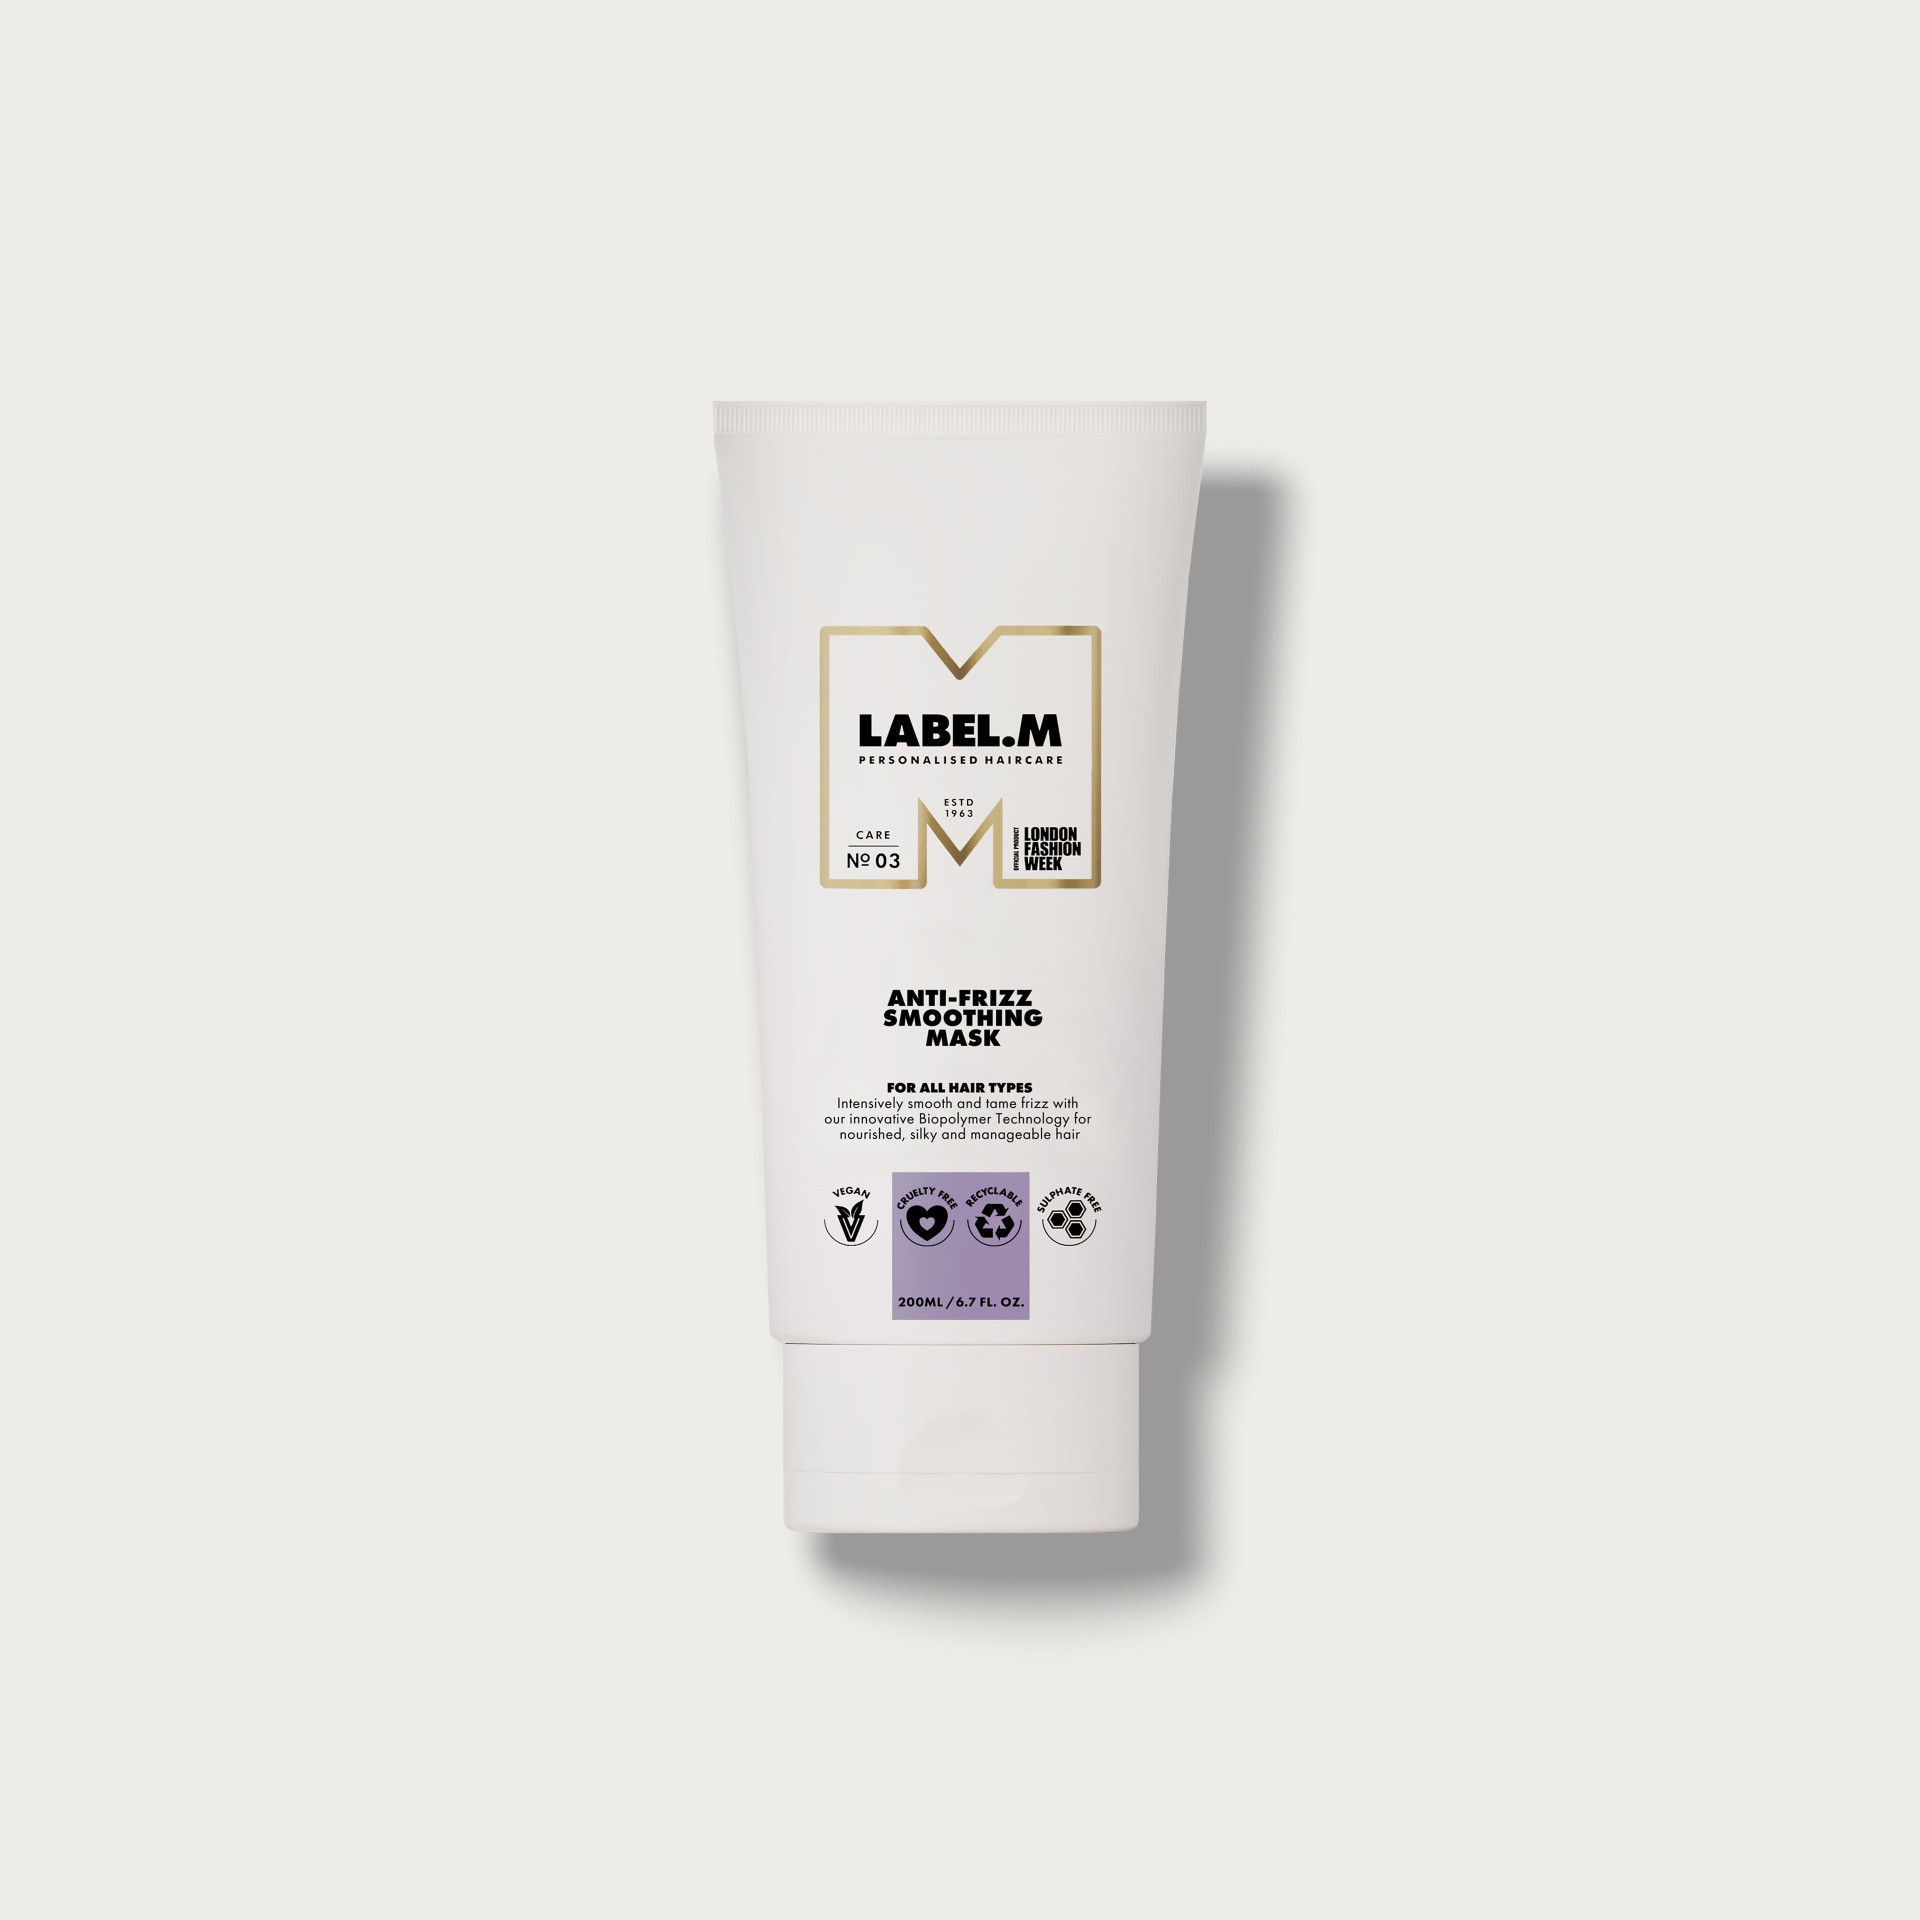 LABEL.M
PERSONALISED HAIRCARE
ESTD
1963
CARE
Nº 03
OFFICIAL PRODUCT
LONDON
FASHION
WEEK
ANTI-FRIZZ
SMOOTHING
MASK
FOR ALL HAIR TYPES
Intensively smooth and tame frizz with
our innovative Biopolymer Technology for
nourished, silky and manageable hair
VEGAN
CRUELTY FREE
RECYCLABLE
SULPHATE FREE
200ML / 6.7 FL. OZ.